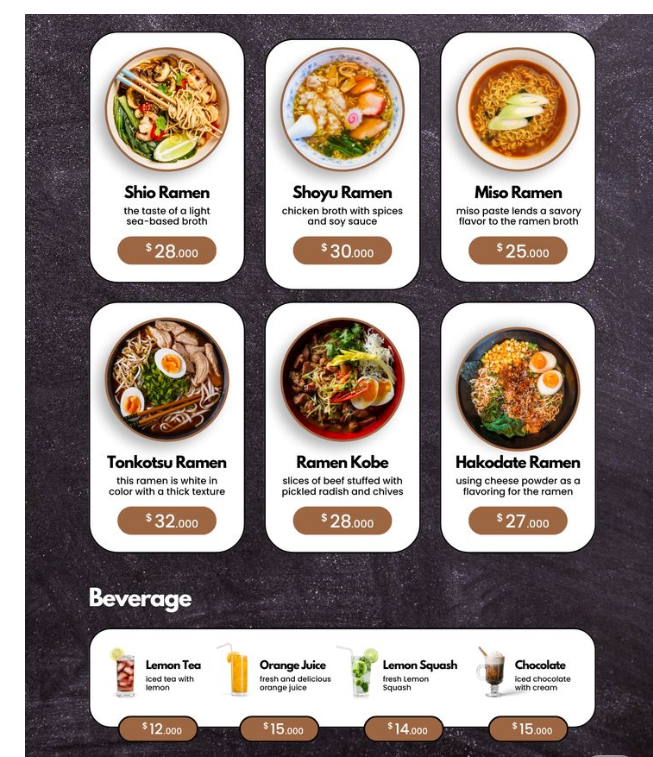 Shio Ramen
the taste of a light
sea-based broth
$28.000
Shoyu Ramen
chicken broth with spices
and soy sauce
$30.000
Miso Ramen
miso paste lends a savory
flavor to the ramen broth
$25.000
Tonkotsu Ramen
this ramen is white in
color with a thick texture
$32.000
Ramen Kobe
slices of beef stuffed with
pickled radish and chives
$28.000
Hakodate Ramen
using cheese powder as a
flavoring for the ramen
$27.000
Beverage
Lemon Tea
iced tea with
lemon
$12.000
Orange Juice
fresh and delicious
orange juice
$15.000
Lemon Squash
fresh Lemon
Squash
$14.000
Chocolate
iced chocolate
with cream
$15.000